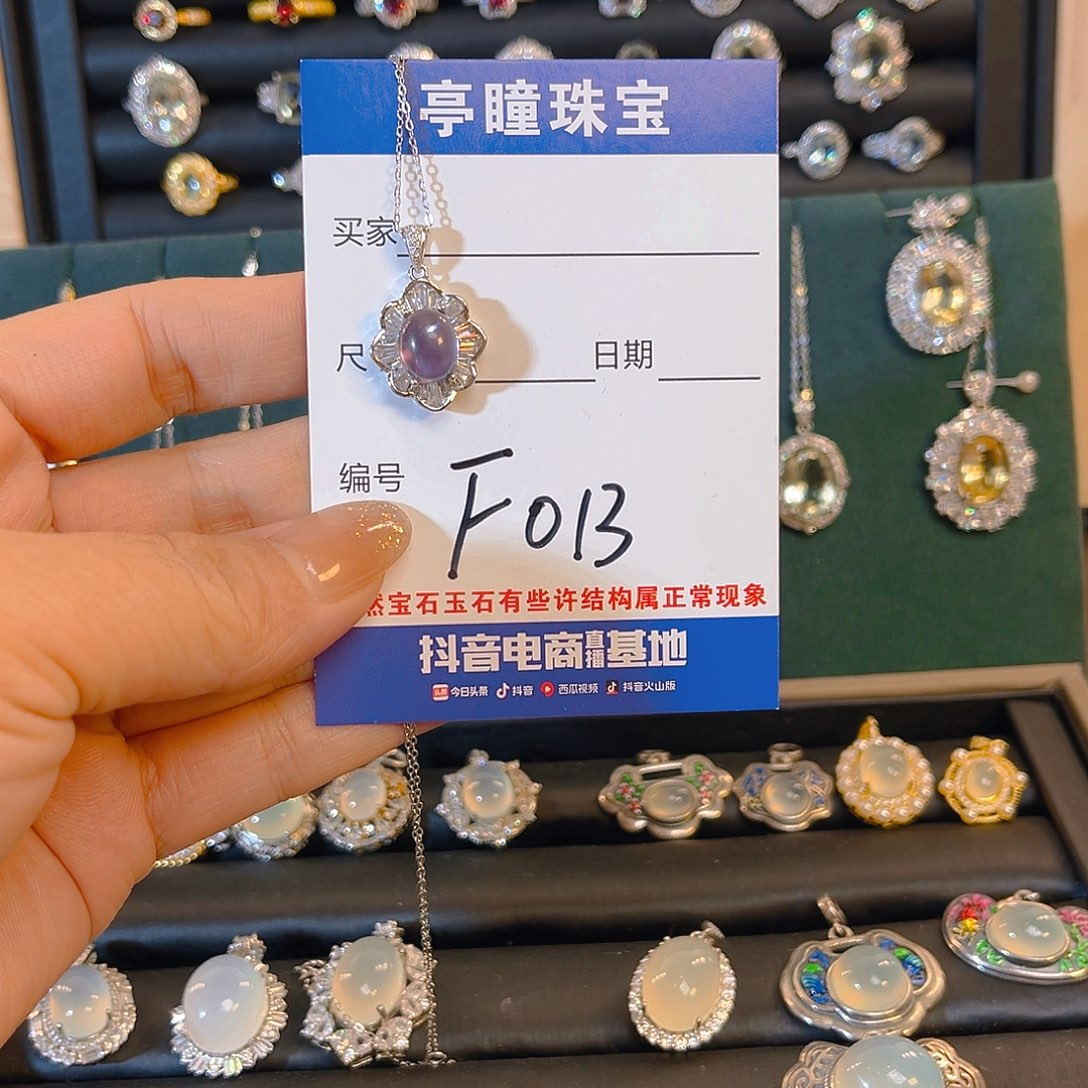 亭瞳珠宝
买家
尺
日期
编号
F013
然宝石玉石有些许结构属正常现象
抖音电商直播基地
头条 今日头条 抖音 西瓜视频 抖音火山版